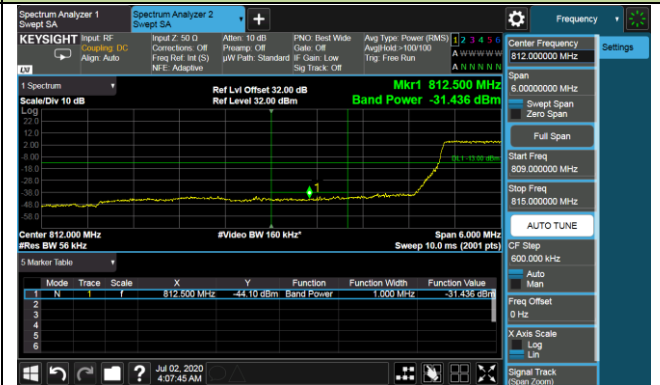 Spectrum Analyzer 1
Swept SA
Spectrum Analyzer 2
Swept SA
+
Frequency
KEYSIGHT
Input: RF
Coupling: DC
Align: Auto
Input Z: 50 Ω
Corrections: Off
Freq Ref: Int (S)
NFE: Adaptive
Atten: 10 dB
Preamp: Off
µW Path: Standard
PNO: Best Wide
Gate: Off
IF Gain: Low
Sig Track: Off
Avg Type: Power (RMS)
Avg|Hold:>100/100
Trig: Free Run
1 2 3 4 5 6
A W W W W W
A N N N N N
LXI
1 Spectrum
Scale/Div 10 dB
Ref Lvl Offset 32.00 dB
Ref Level 32.00 dBm
Mkr1 812.500 MHz
Band Power -31.436 dBm
Log
22.0
12.0
2.00
-8.00
-18.0
-28.0
-38.0
-48.0
-58.0
DL1 -13.00 dBm
1
Center 812.000 MHz
#Res BW 56 kHz
#Video BW 160 kHz*
Span 6.000 MHz
Sweep 10.0 ms (2001 pts)
5 Marker Table
Mode Trace Scale X Y Function Function Width Function Value
1 N 1 f 812.500 MHz -44.10 dBm Band Power 1.000 MHz -31.436 dBm
2
3
4
5
6
Jul 02, 2020
4:07:45 AM
Center Frequency
812.000000 MHz
Settings
Span
6.00000000 MHz
Swept Span
Zero Span
Full Span
Start Freq
809.000000 MHz
Stop Freq
815.000000 MHz
AUTO TUNE
CF Step
600.000 kHz
Auto
Man
Freq Offset
0 Hz
X Axis Scale
Log
Lin
Signal Track
(Span Zoom)